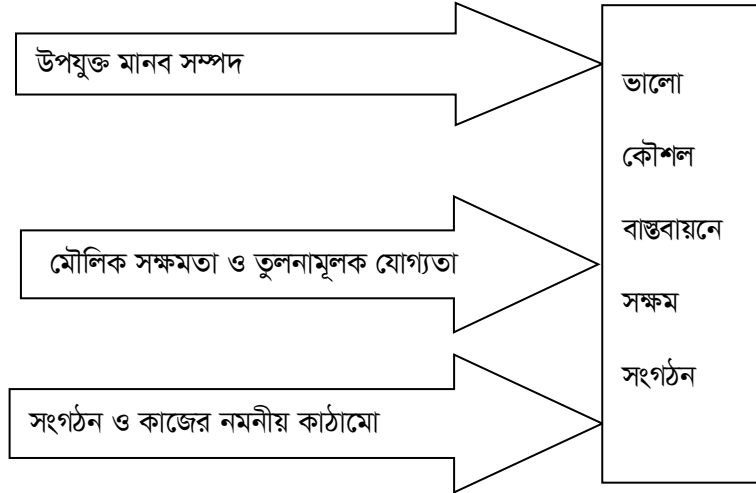 উপযুক্ত মানব সম্পদ
মৌলিক সক্ষমতা ও তুলনামূলক যোগ্যতা
সংগঠন ও কাজের নমনীয় কাঠামো
ভালো
কৌশল
বাস্তবায়নে
সক্ষম
সংগঠন